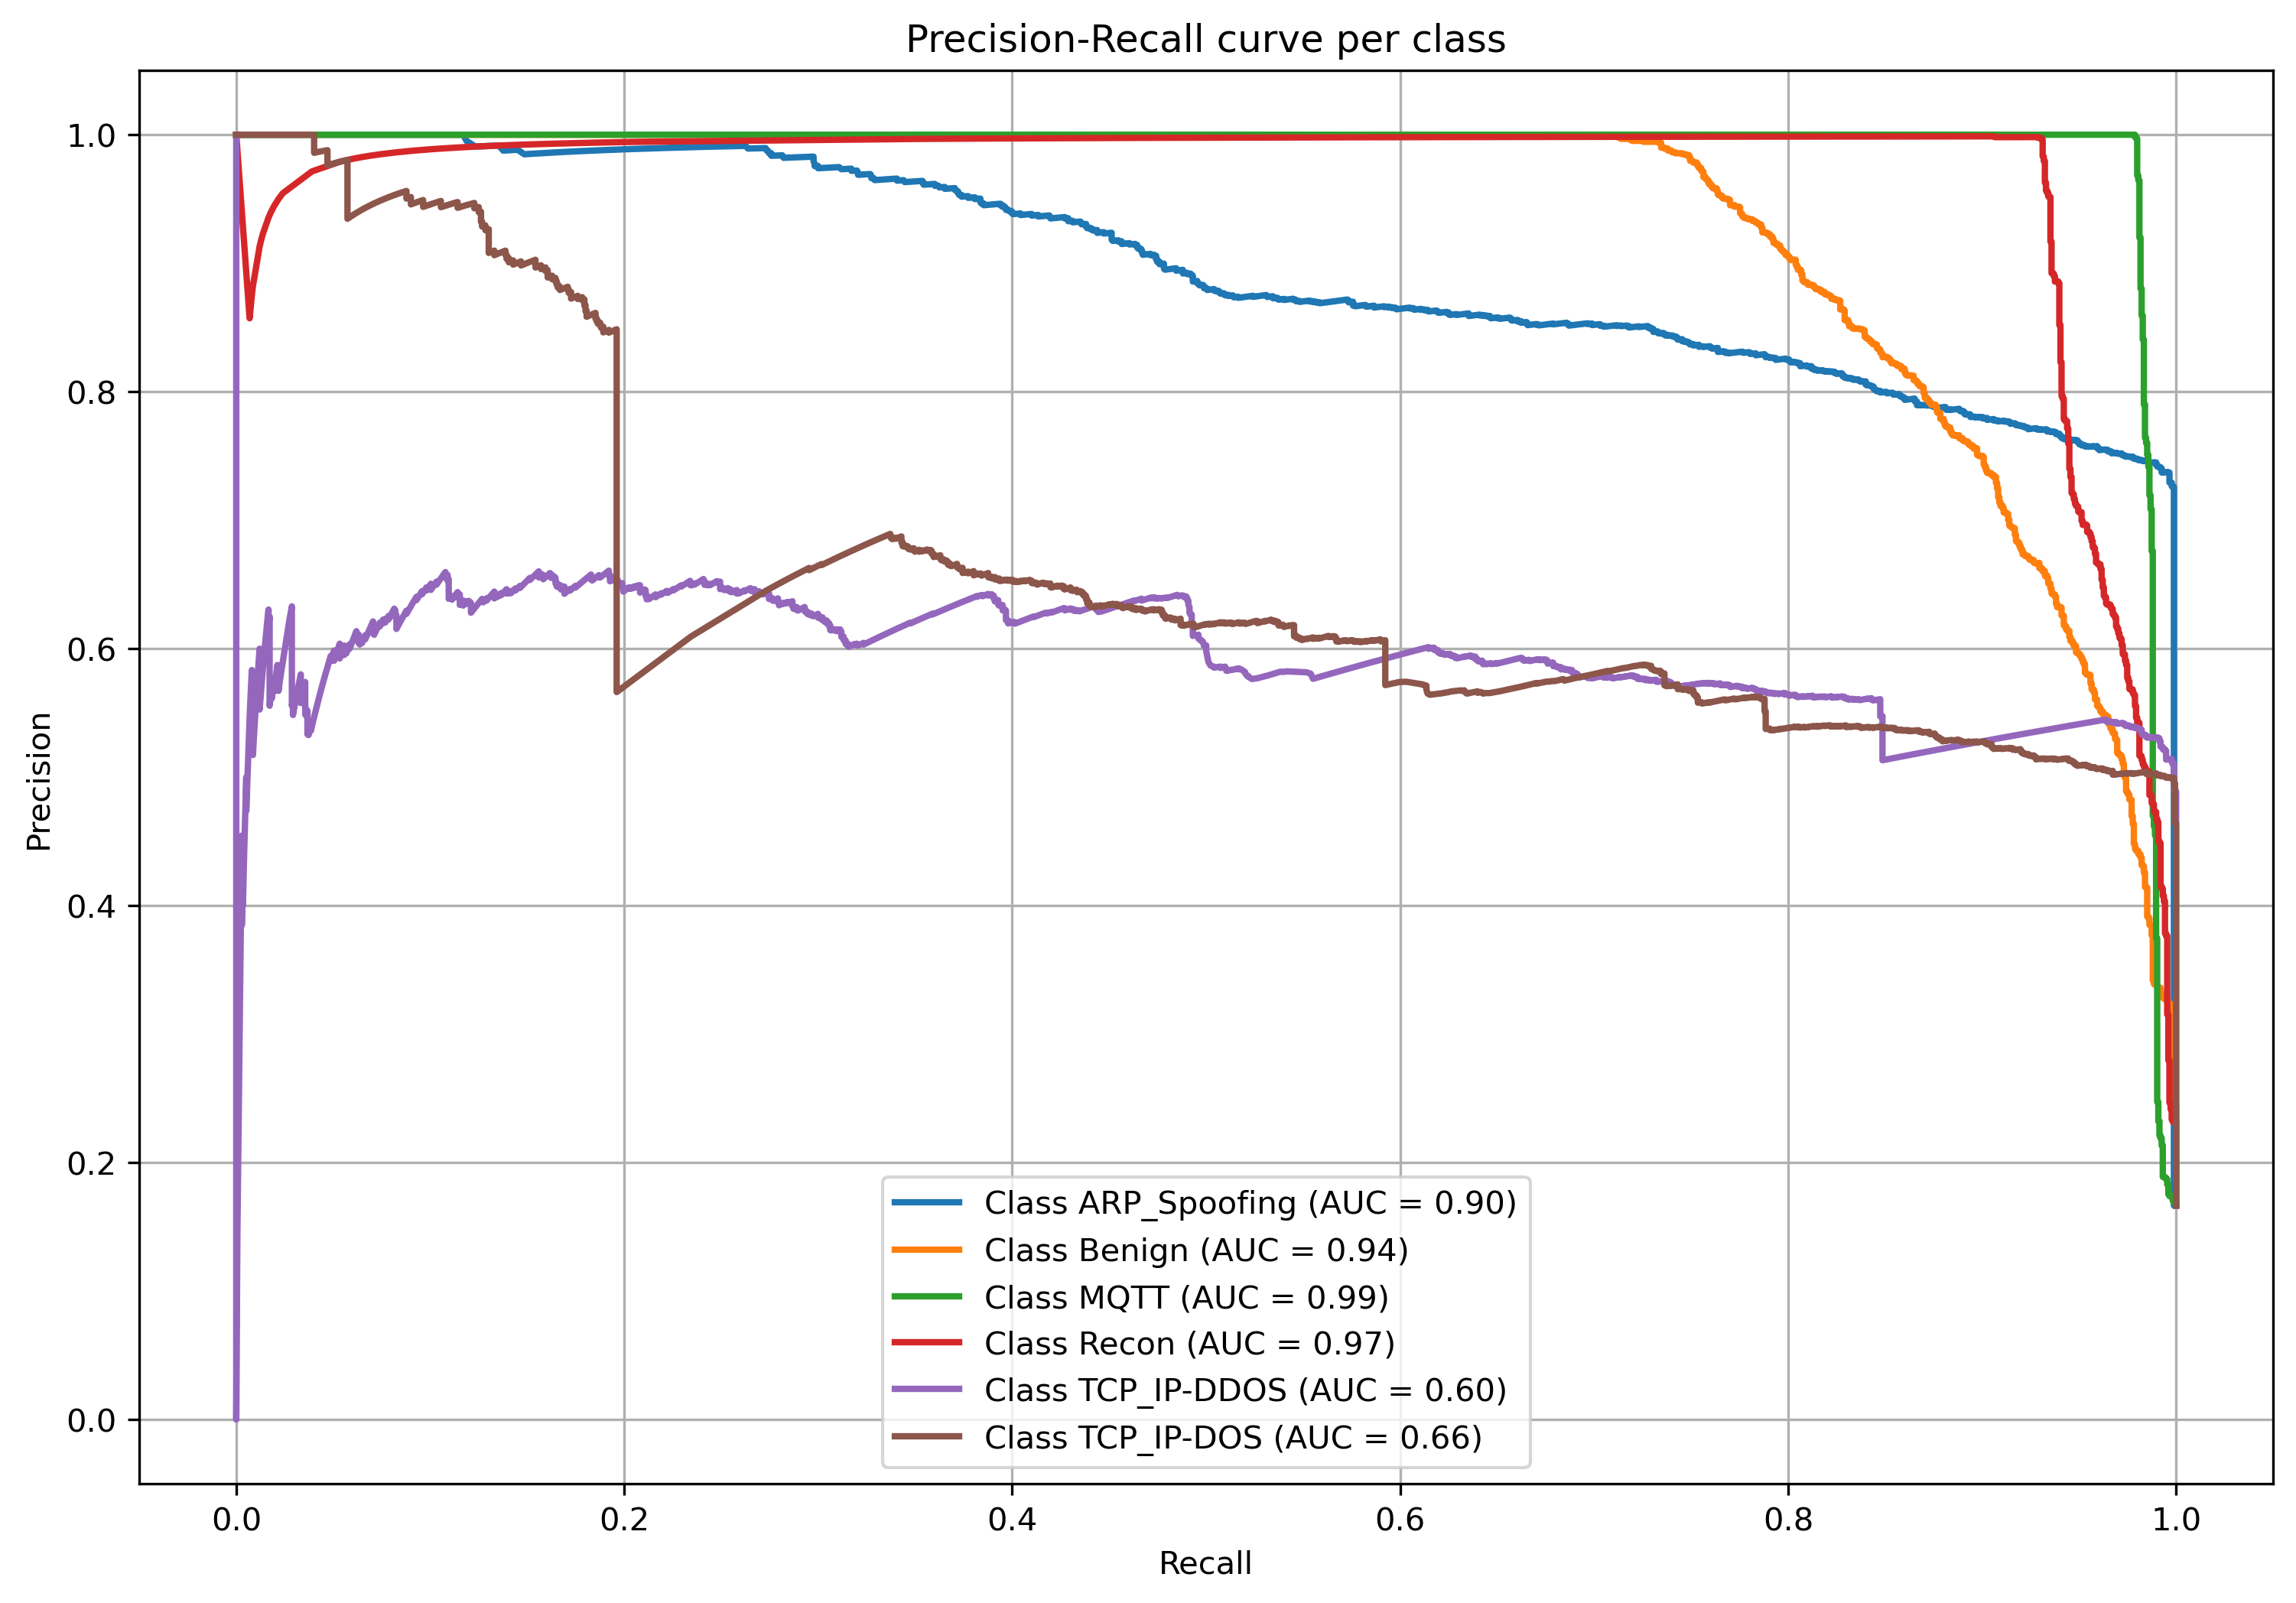 Precision-Recall curve per class
Precision
1.0
0.8
0.6
0.4
0.2
0.0
Class ARP_Spoofing (AUC = 0.90)
Class Benign (AUC = 0.94)
Class MQTT (AUC = 0.99)
Class Recon (AUC = 0.97)
Class TCP_IP-DDOS (AUC = 0.60)
Class TCP_IP-DOS (AUC = 0.66)
0.0 0.2 0.4 0.6 0.8 1.0
Recall